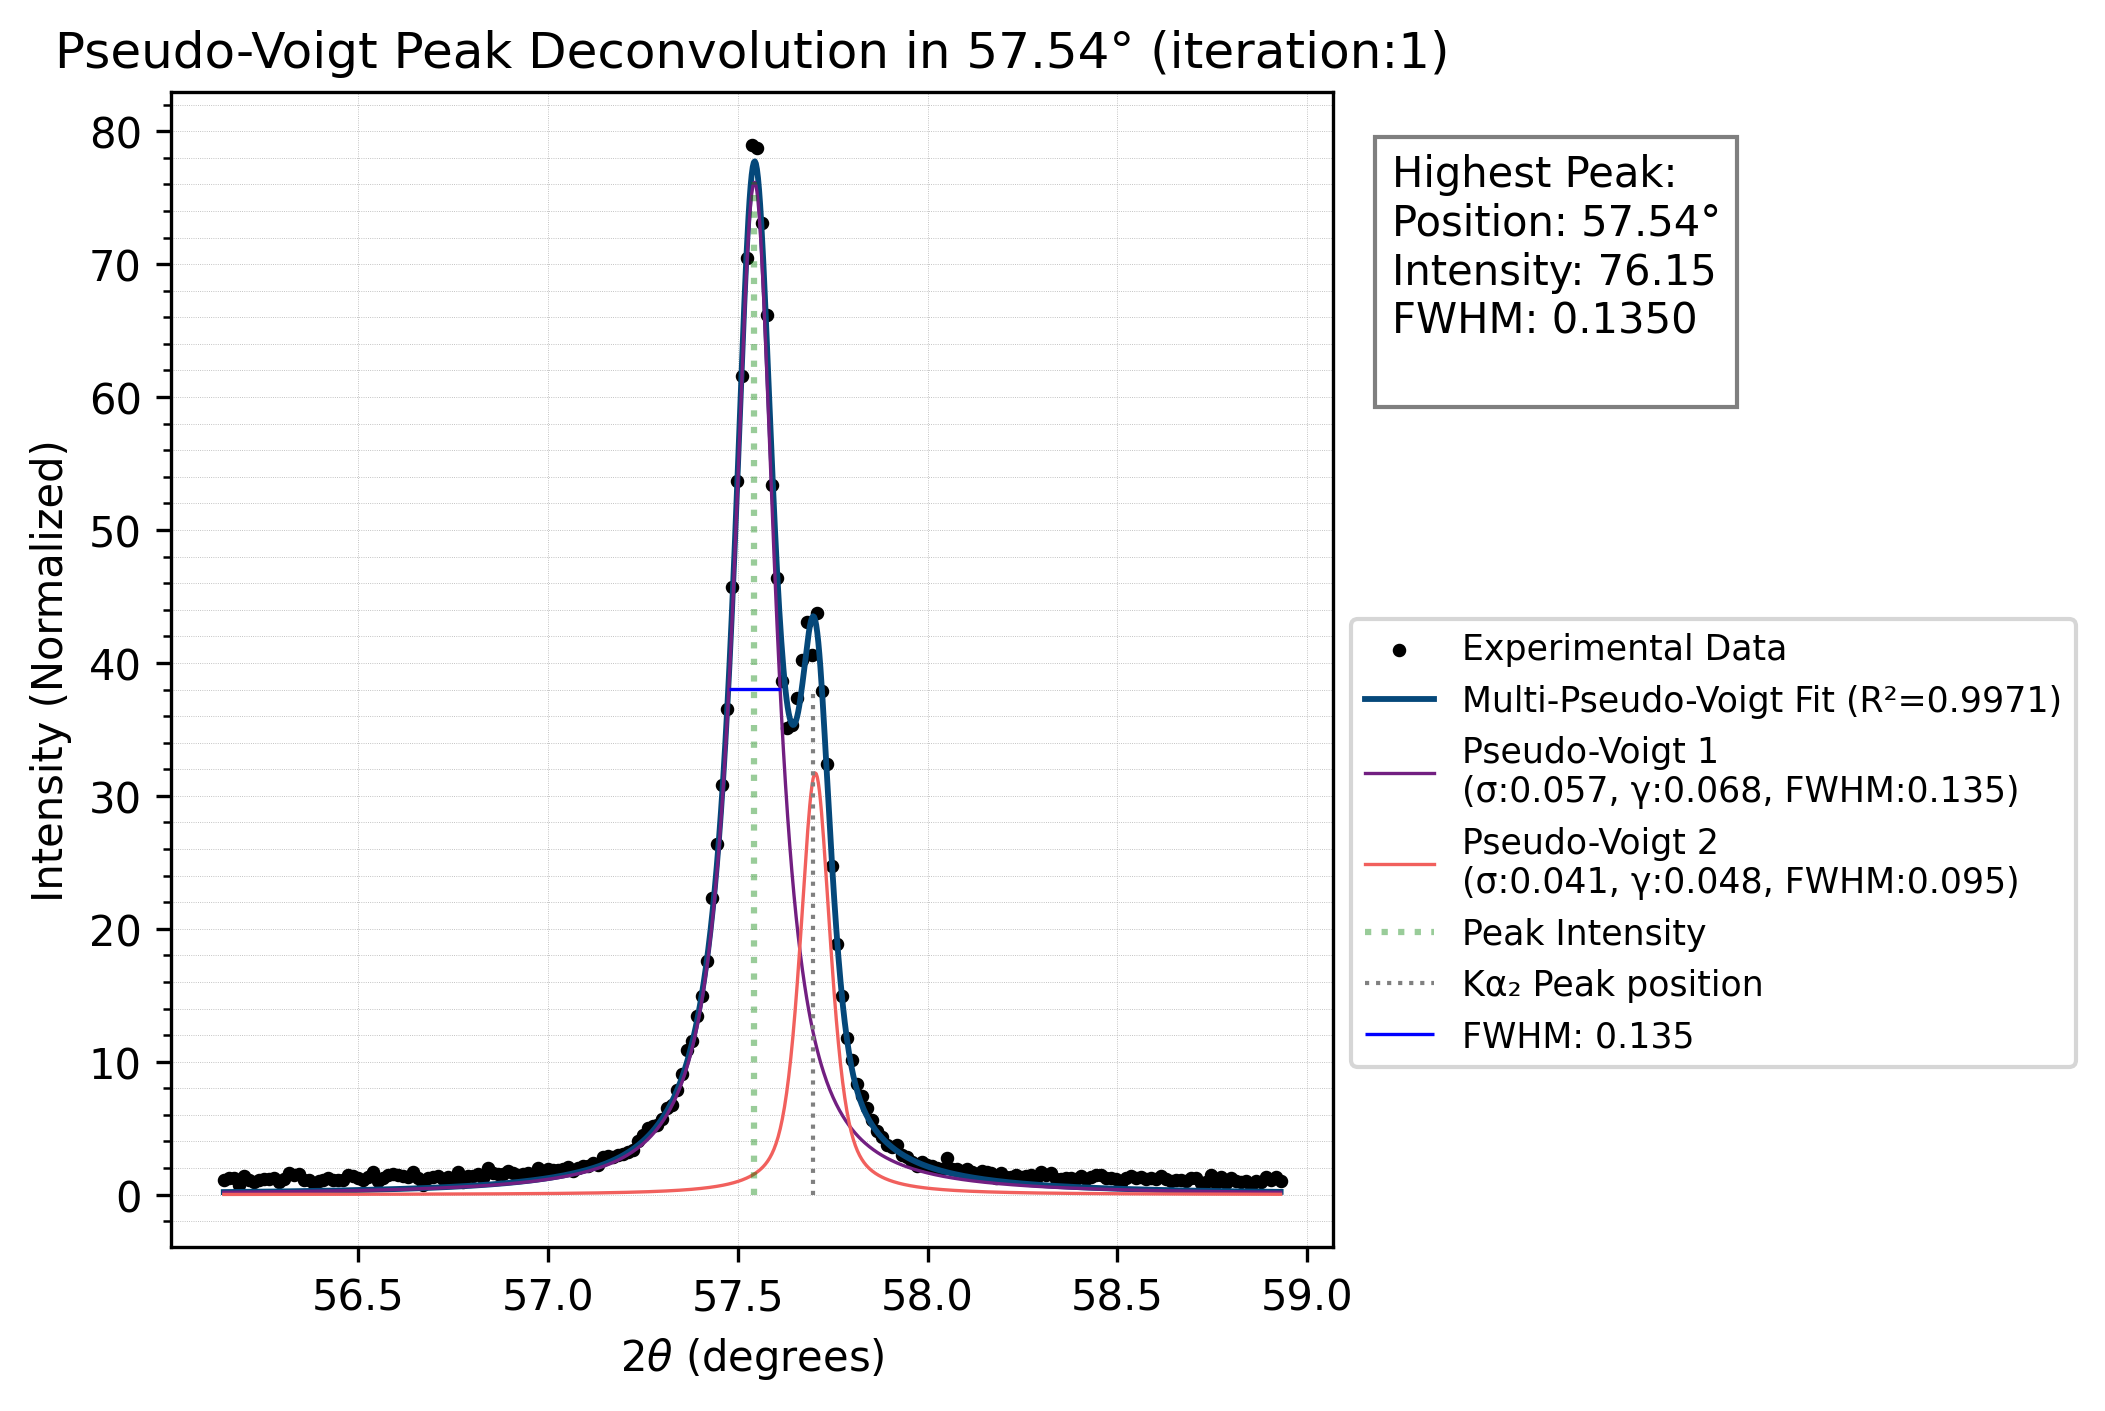 Pseudo-Voigt Peak Deconvolution in 57.54° (iteration:1)
Highest Peak:
Position: 57.54°
Intensity: 76.15
FWHM: 0.1350
Intensity (Normalized)
80
70
60
50
40
30
20
10
0
56.5
57.0
57.5
58.0
58.5
59.0
2θ (degrees)
Experimental Data
Multi-Pseudo-Voigt Fit (R²=0.9971)
Pseudo-Voigt 1
(σ:0.057, γ:0.068, FWHM:0.135)
Pseudo-Voigt 2
(σ:0.041, γ:0.048, FWHM:0.095)
Peak Intensity
Kα₂ Peak position
FWHM: 0.135